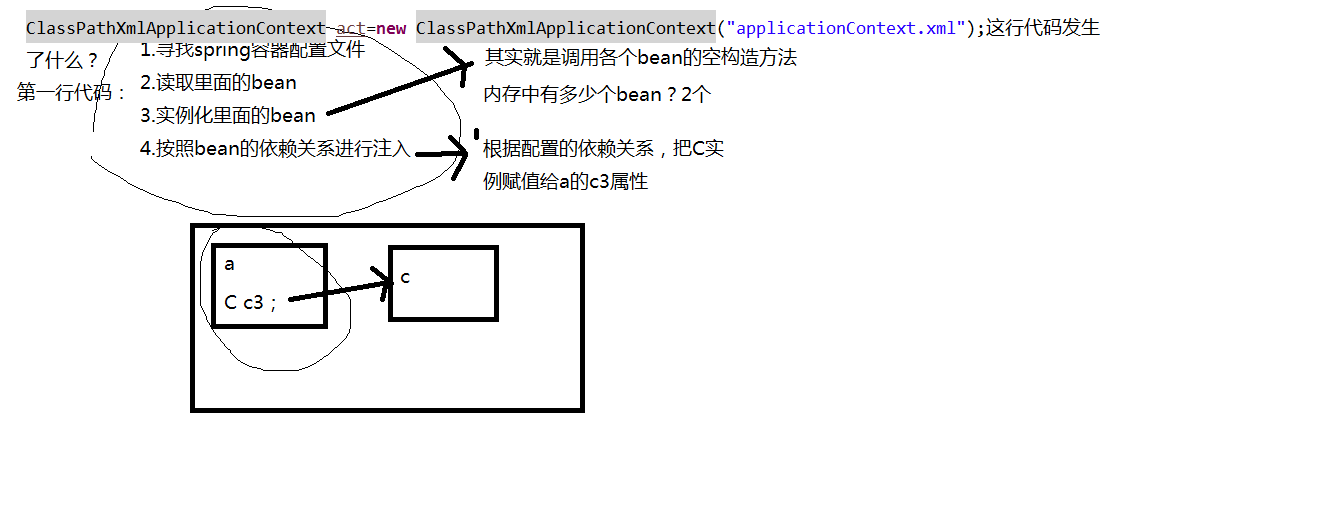 ClassPathXmlApplicationContext act=new ClassPathXmlApplicationContext("applicationContext.xml");这行代码发生
了什么？
1.寻找spring容器配置文件
其实就是调用各个bean的空构造方法
第一行代码：
2.读取里面的bean
内存中有多少个bean？2个
3.实例化里面的bean
4.按照bean的依赖关系进行注入
根据配置的依赖关系，把C实
例赋值给a的c3属性
a
C c3；
c